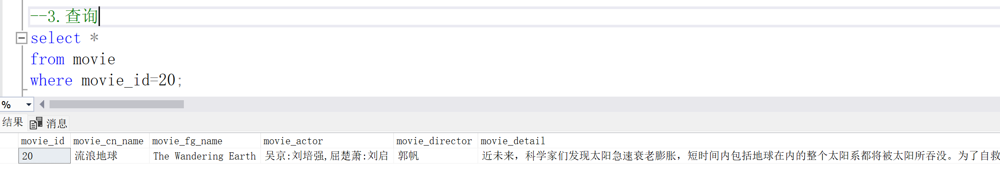 --3.查询
select *
from movie
where movie_id=20;
%
结果 消息
movie_id movie_cn_name movie_fg_name movie_actor movie_director movie_detail
20 流浪地球 The Wandering Earth 吴京:刘培强,屈楚萧:刘启 郭帆 近未来，科学家们发现太阳急速衰老膨胀，短时间内包括地球在内的整个太阳系都将被太阳所吞没。为了自救